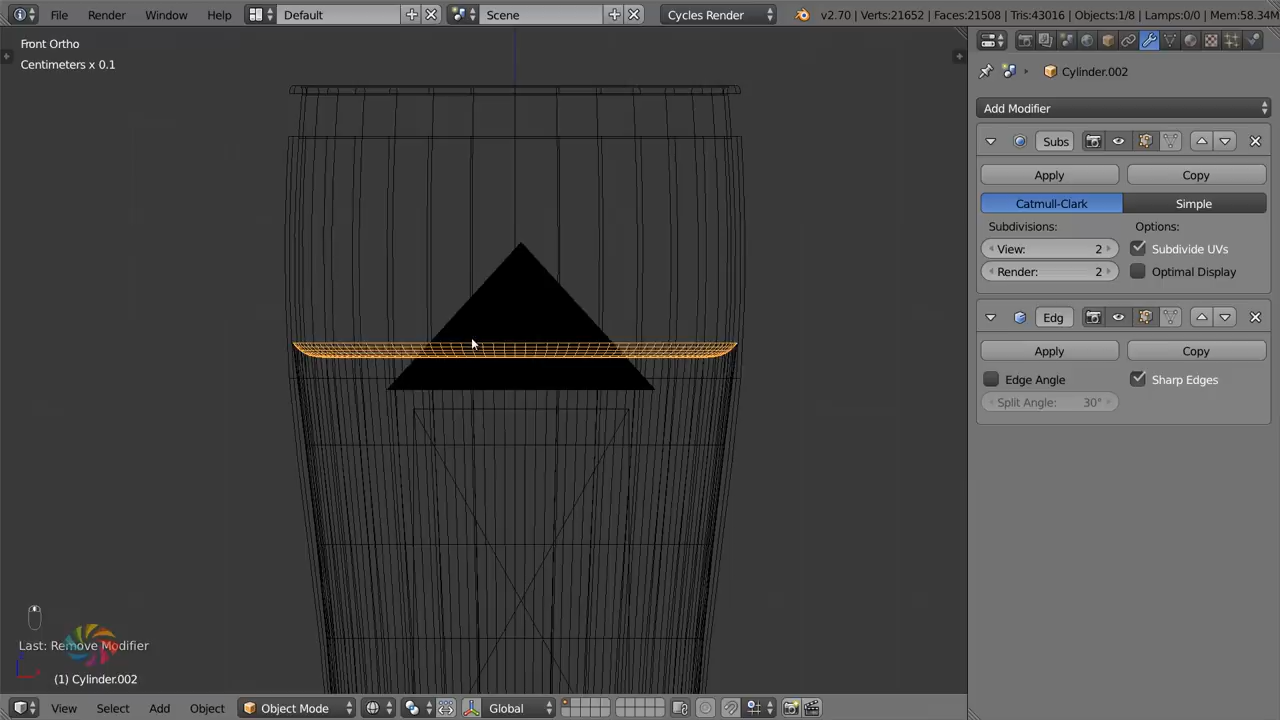 File Render Window Help Default Scene Cycles Render v2.70 | Verts:21652 | Faces:21508 | Tris:43016 | Objects:1/8 | Lamps:0/0 | Mem:58.34M
Front Ortho
Centimeters x 0.1
Cylinder.002
Add Modifier
Subs
Apply Copy
Catmull-Clark Simple
Subdivisions: Options:
View: 2 Subdivide UVs
Render: 2 Optimal Display
Edg
Apply Copy
Edge Angle Sharp Edges
Split Angle: 30°
Last: Remove Modifier
(1) Cylinder.002
View Select Add Object Object Mode Global